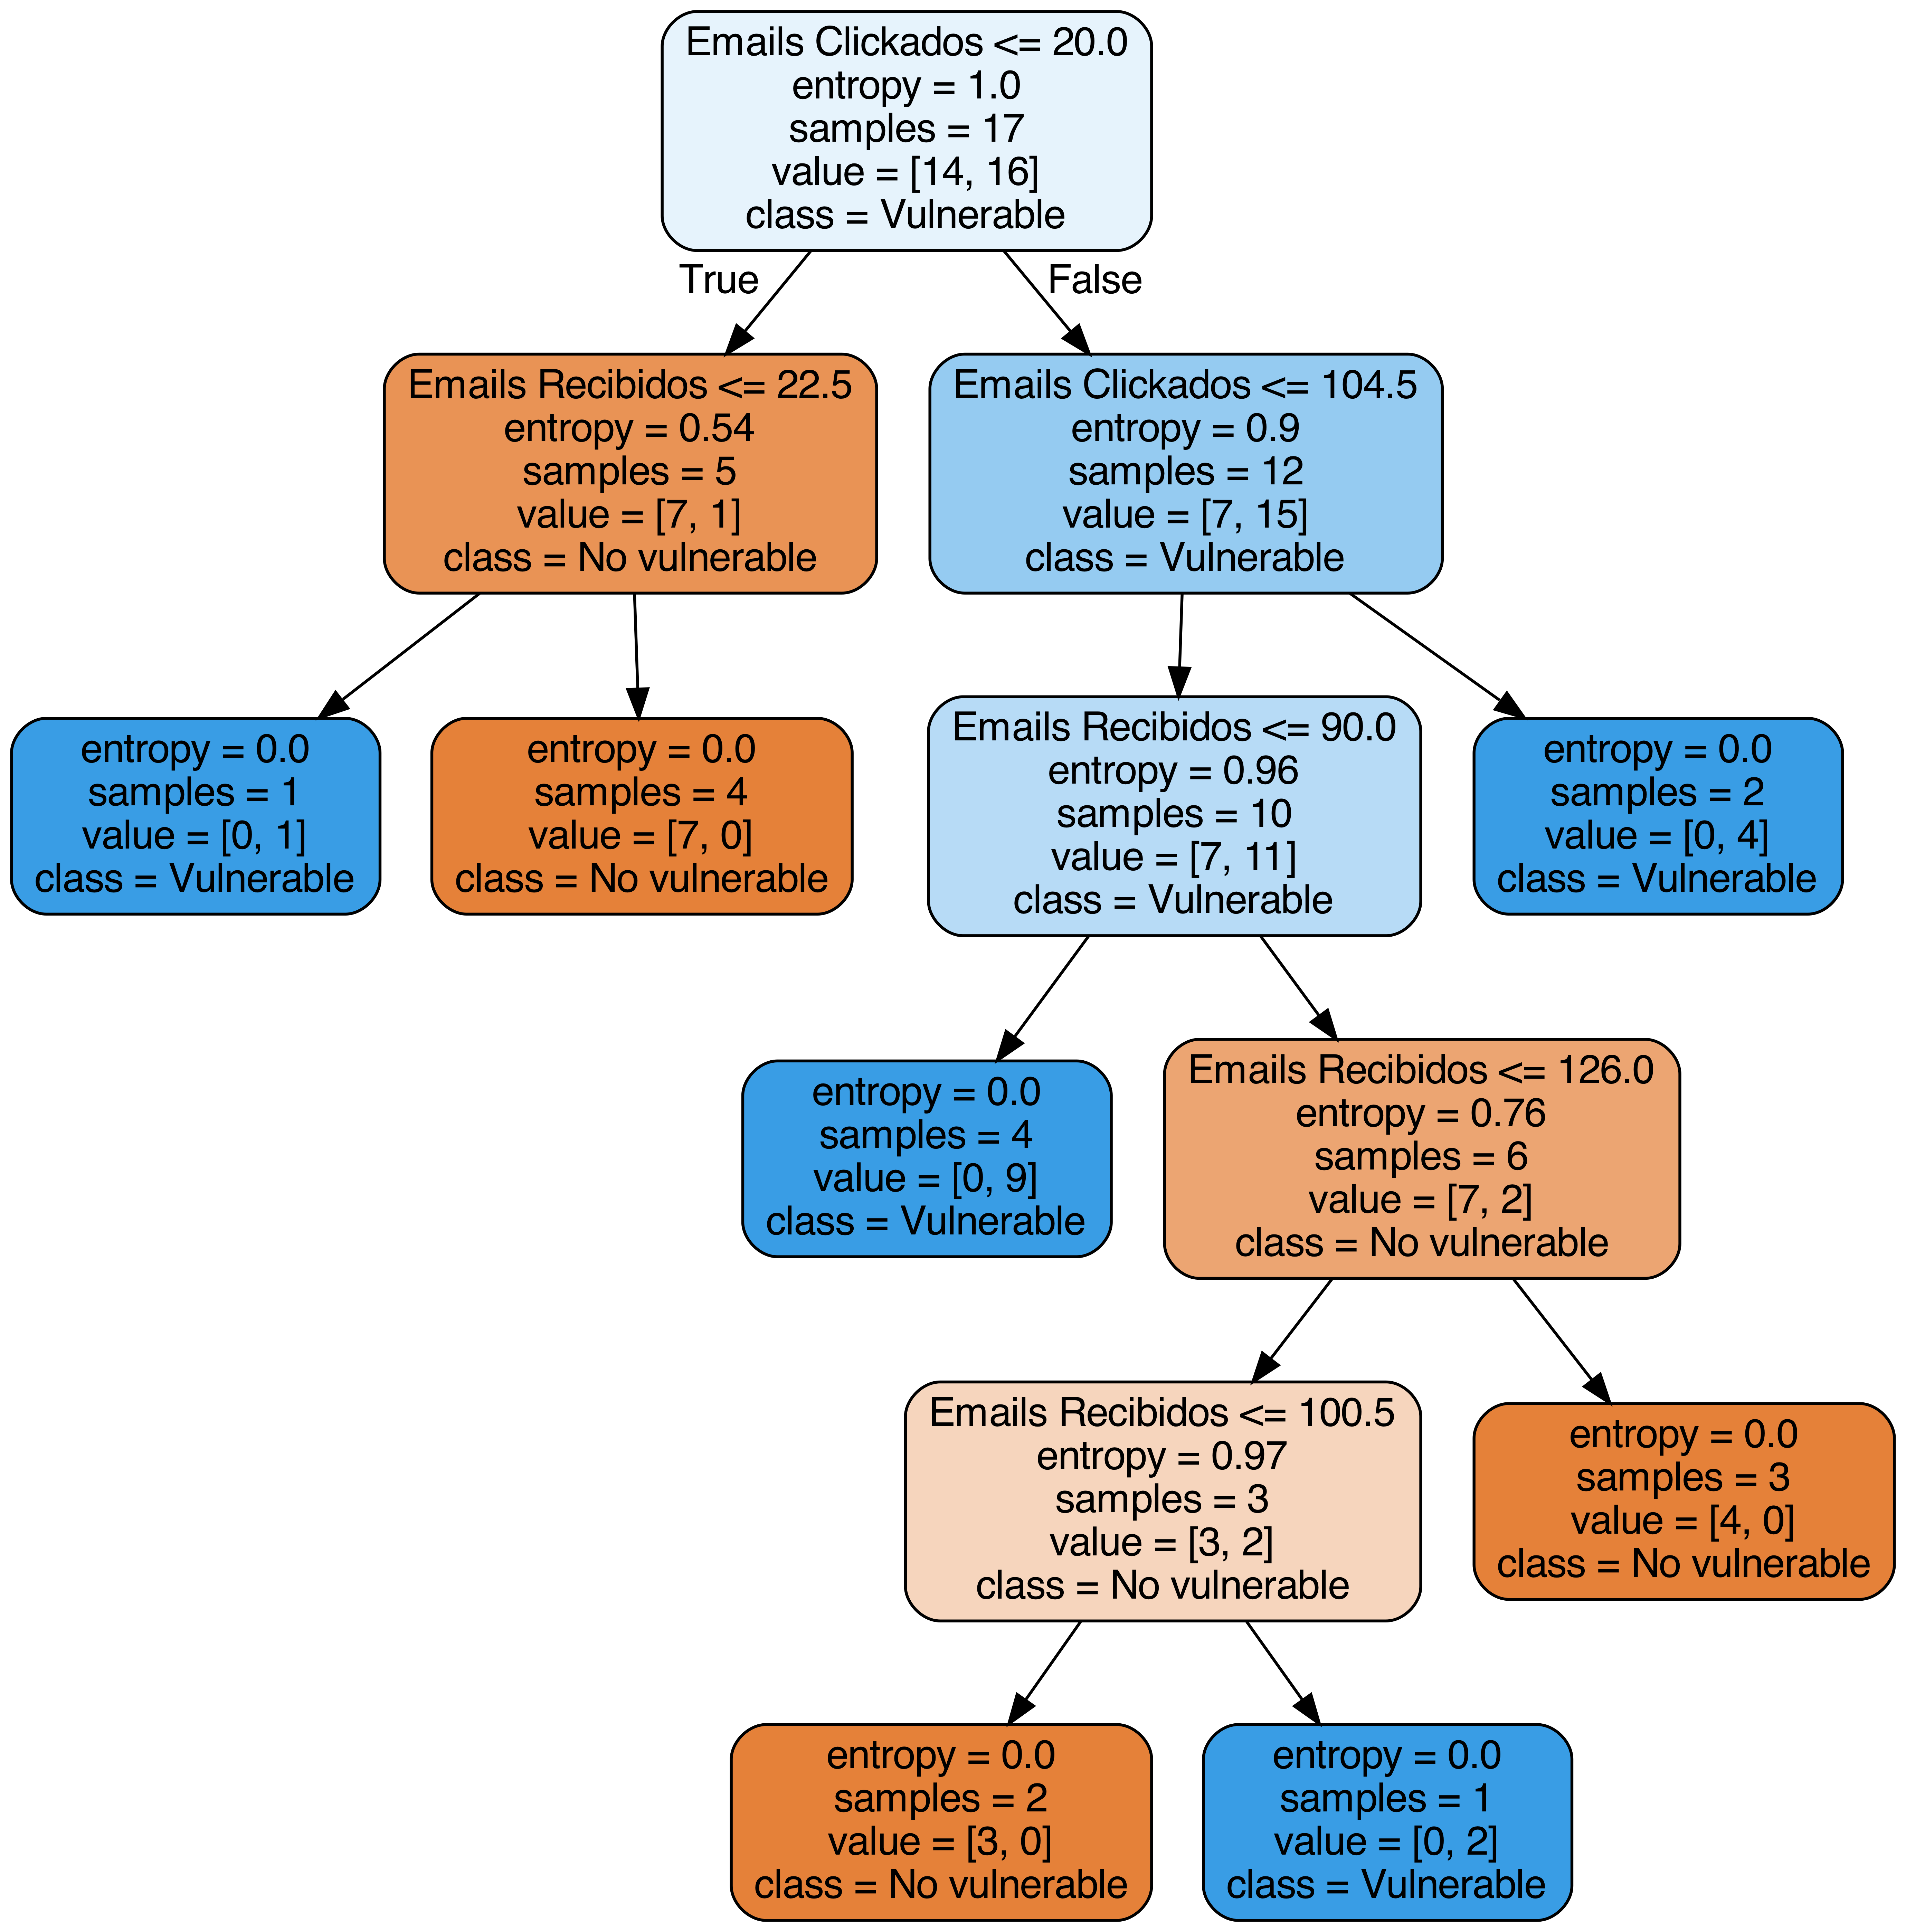 Emails Clickados <= 20.0
entropy = 1.0
samples = 17
value = [14, 16]
class = Vulnerable
True
False
Emails Recibidos <= 22.5
entropy = 0.54
samples = 5
value = [7, 1]
class = No vulnerable
Emails Clickados <= 104.5
entropy = 0.9
samples = 12
value = [7, 15]
class = Vulnerable
entropy = 0.0
samples = 1
value = [0, 1]
class = Vulnerable
entropy = 0.0
samples = 4
value = [7, 0]
class = No vulnerable
Emails Recibidos <= 90.0
entropy = 0.96
samples = 10
value = [7, 11]
class = Vulnerable
entropy = 0.0
samples = 2
value = [0, 4]
class = Vulnerable
entropy = 0.0
samples = 4
value = [0, 9]
class = Vulnerable
Emails Recibidos <= 126.0
entropy = 0.76
samples = 6
value = [7, 2]
class = No vulnerable
Emails Recibidos <= 100.5
entropy = 0.97
samples = 3
value = [3, 2]
class = No vulnerable
entropy = 0.0
samples = 3
value = [4, 0]
class = No vulnerable
entropy = 0.0
samples = 2
value = [3, 0]
class = No vulnerable
entropy = 0.0
samples = 1
value = [0, 2]
class = Vulnerable